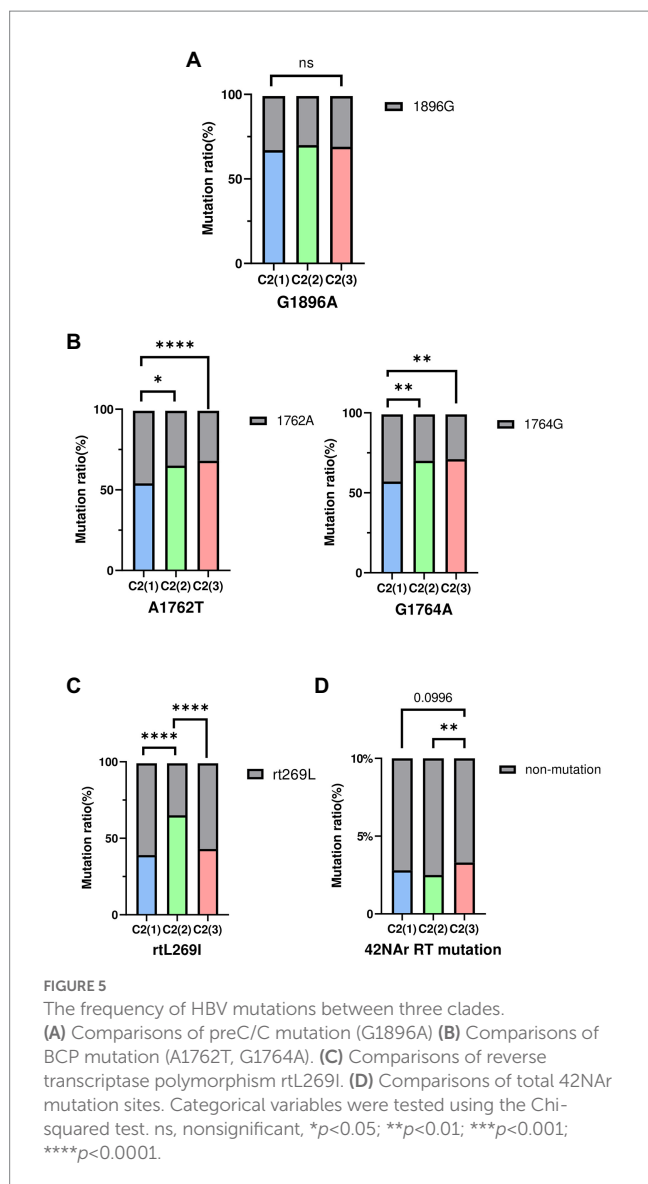 A
ns
100
50
0
Mutation ratio(%)
1896G
C2(1) C2(2) C2(3)
G1896A
B
****
*
100
50
0
Mutation ratio(%)
1762A
C2(1) C2(2) C2(3)
A1762T
**
**
100
50
0
Mutation ratio(%)
1764G
C2(1) C2(2) C2(3)
G1764A
C
****
****
100
50
0
Mutation ratio(%)
rt269L
C2(1) C2(2) C2(3)
rtL269I
D
0.0996
**
10%
5%
0
Mutation ratio(%)
non-mutation
C2(1) C2(2) C2(3)
42NAr RT mutation
FIGURE 5
The frequency of HBV mutations between three clades.
(A) Comparisons of preC/C mutation (G1896A) (B) Comparisons of
BCP mutation (A1762T, G1764A). (C) Comparisons of reverse
transcriptase polymorphism rtL269I. (D) Comparisons of total 42NAr
mutation sites. Categorical variables were tested using the Chi-
squared test. ns, nonsignificant, *p<0.05; **p<0.01; ***p<0.001;
****p<0.0001.